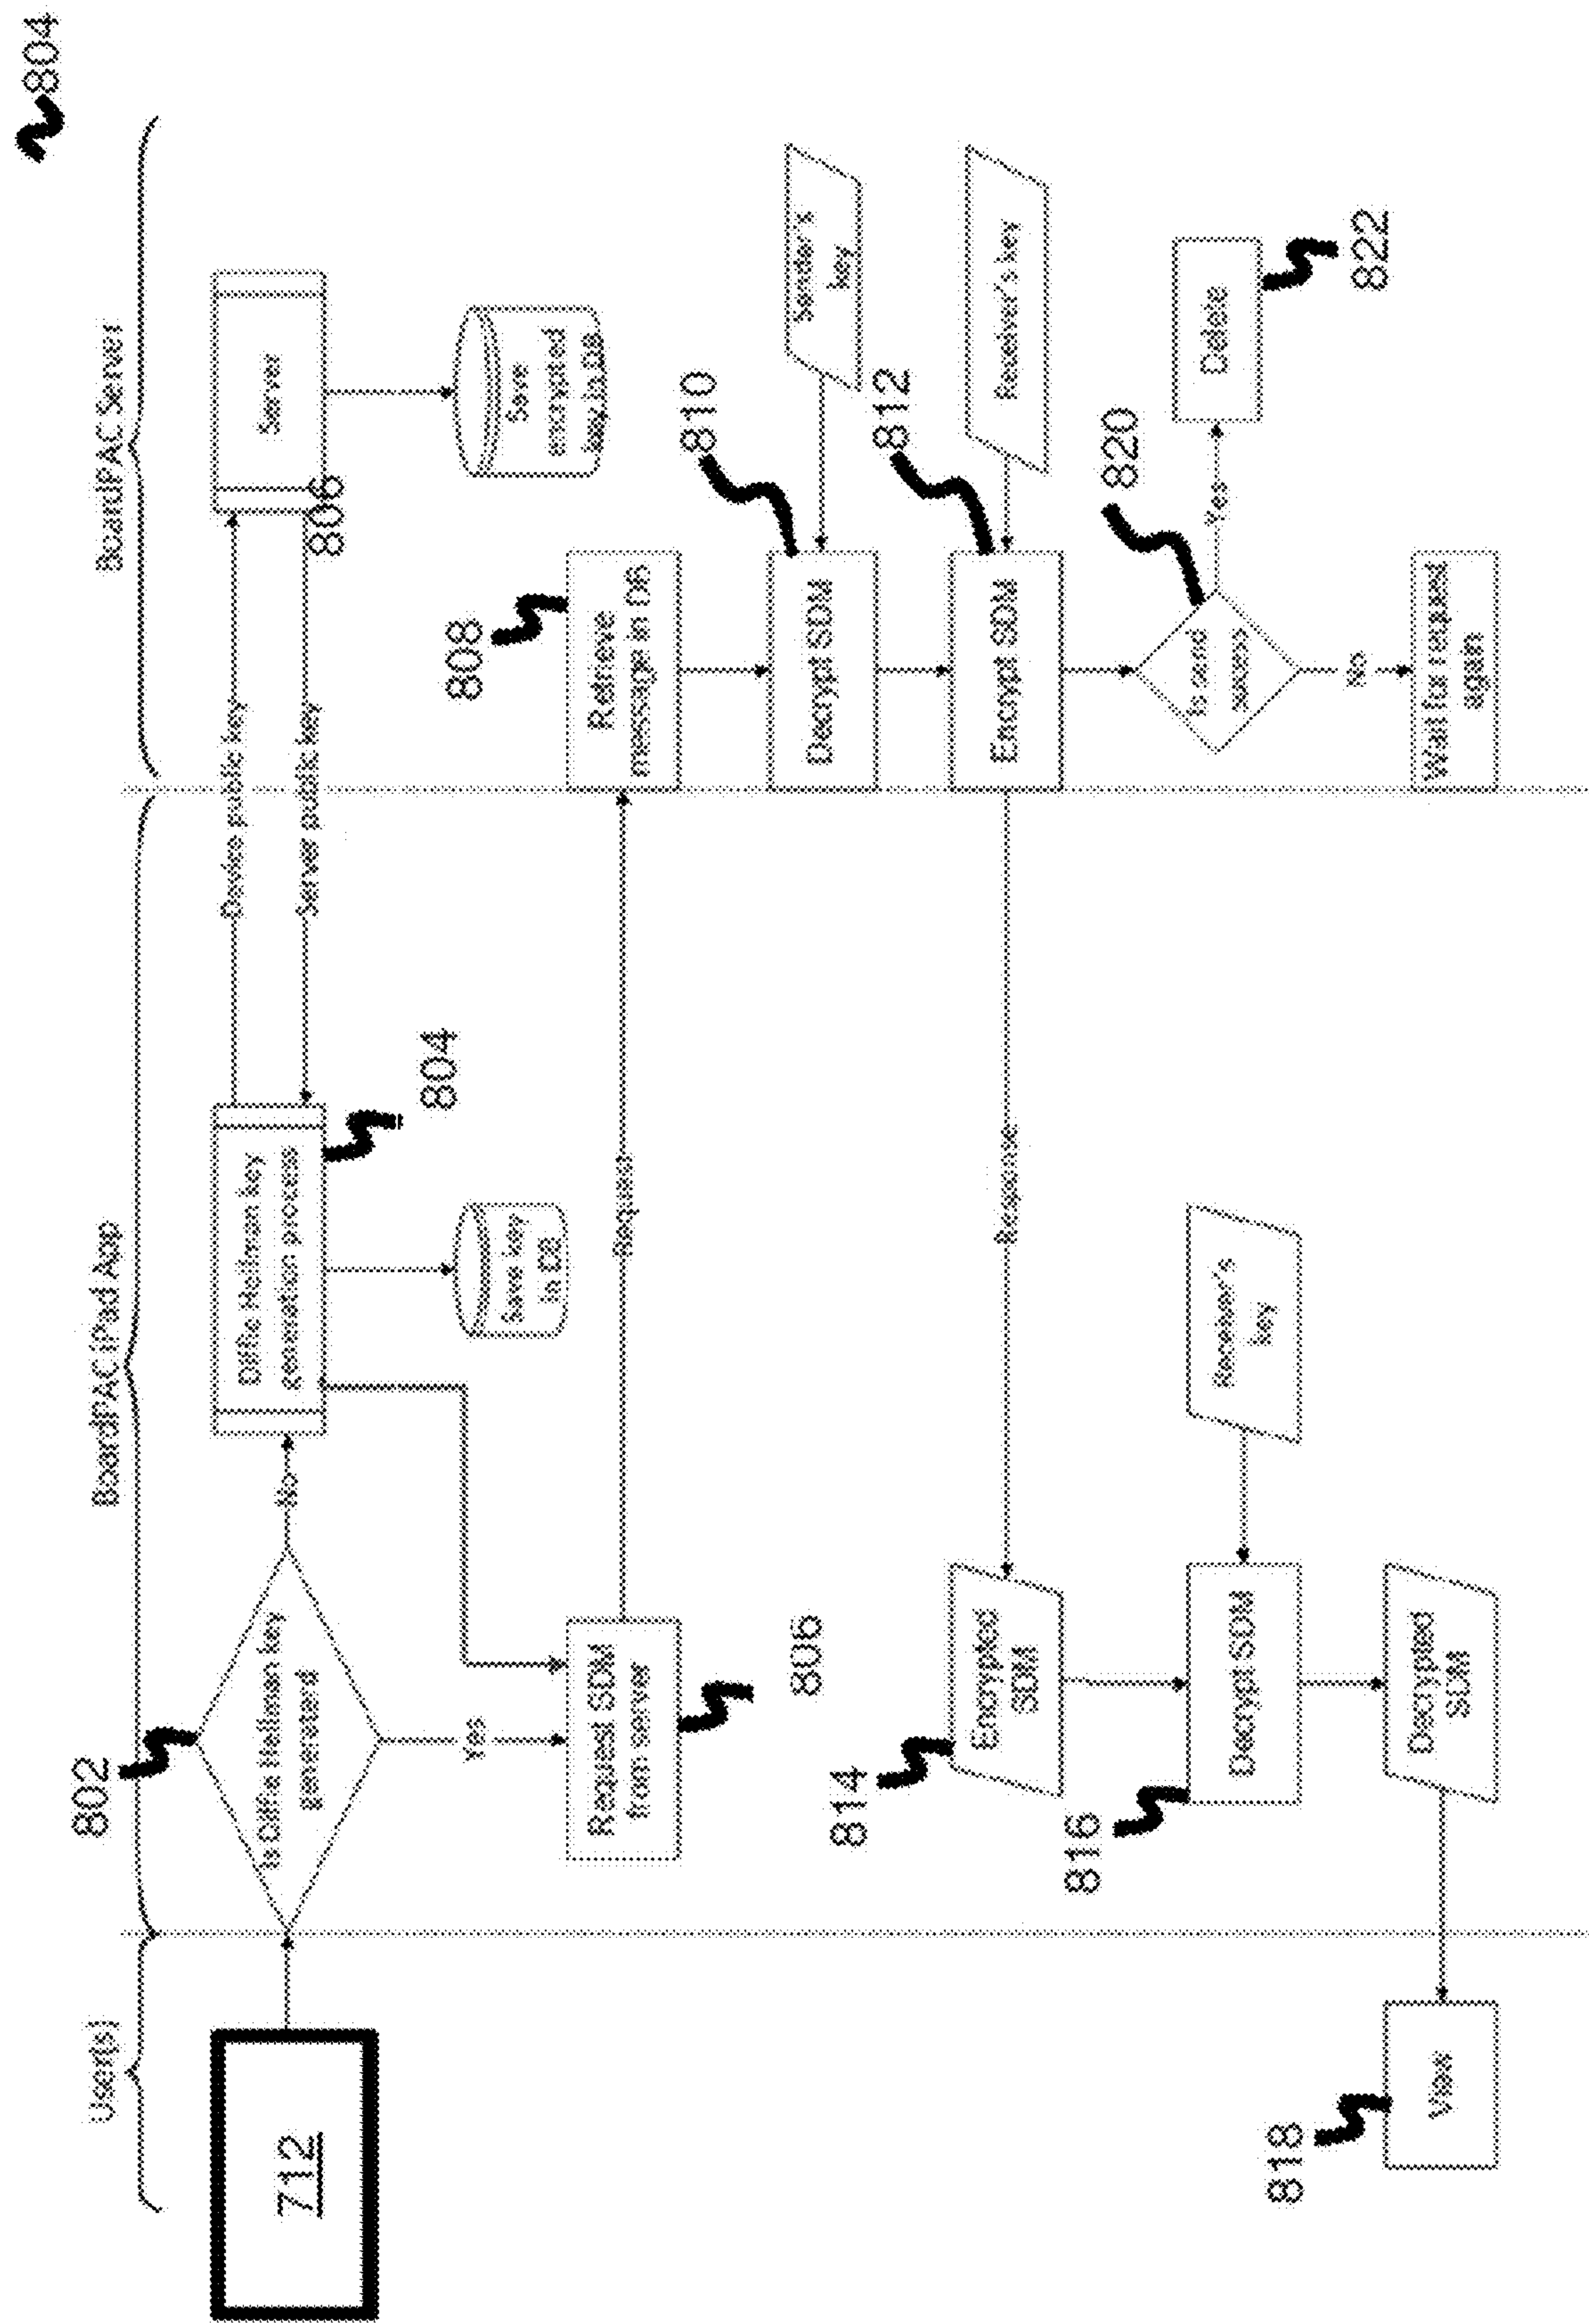 804
User(s)
BoardPAC iPad App
BoardPAC Server
712
802
Is Diffie Hellman key
generated
No
Yes
Diffie Hellman key
generation process
804
Save key
in DB
Device public key
Server public key
Server
806
Save
encrypted
key in DB
Request SDM
from server
806
Request
808
Retrieve
message in DB
810
Decrypt SDM
Sender's
key
812
Encrypt SDM
Receiver's key
Response
814
Encrypted
SDM
816
Decrypt SDM
Receiver's
key
Decrypted
SDM
818
View
820
Is send
success
Yes
Delete
822
No
Wait for request
again